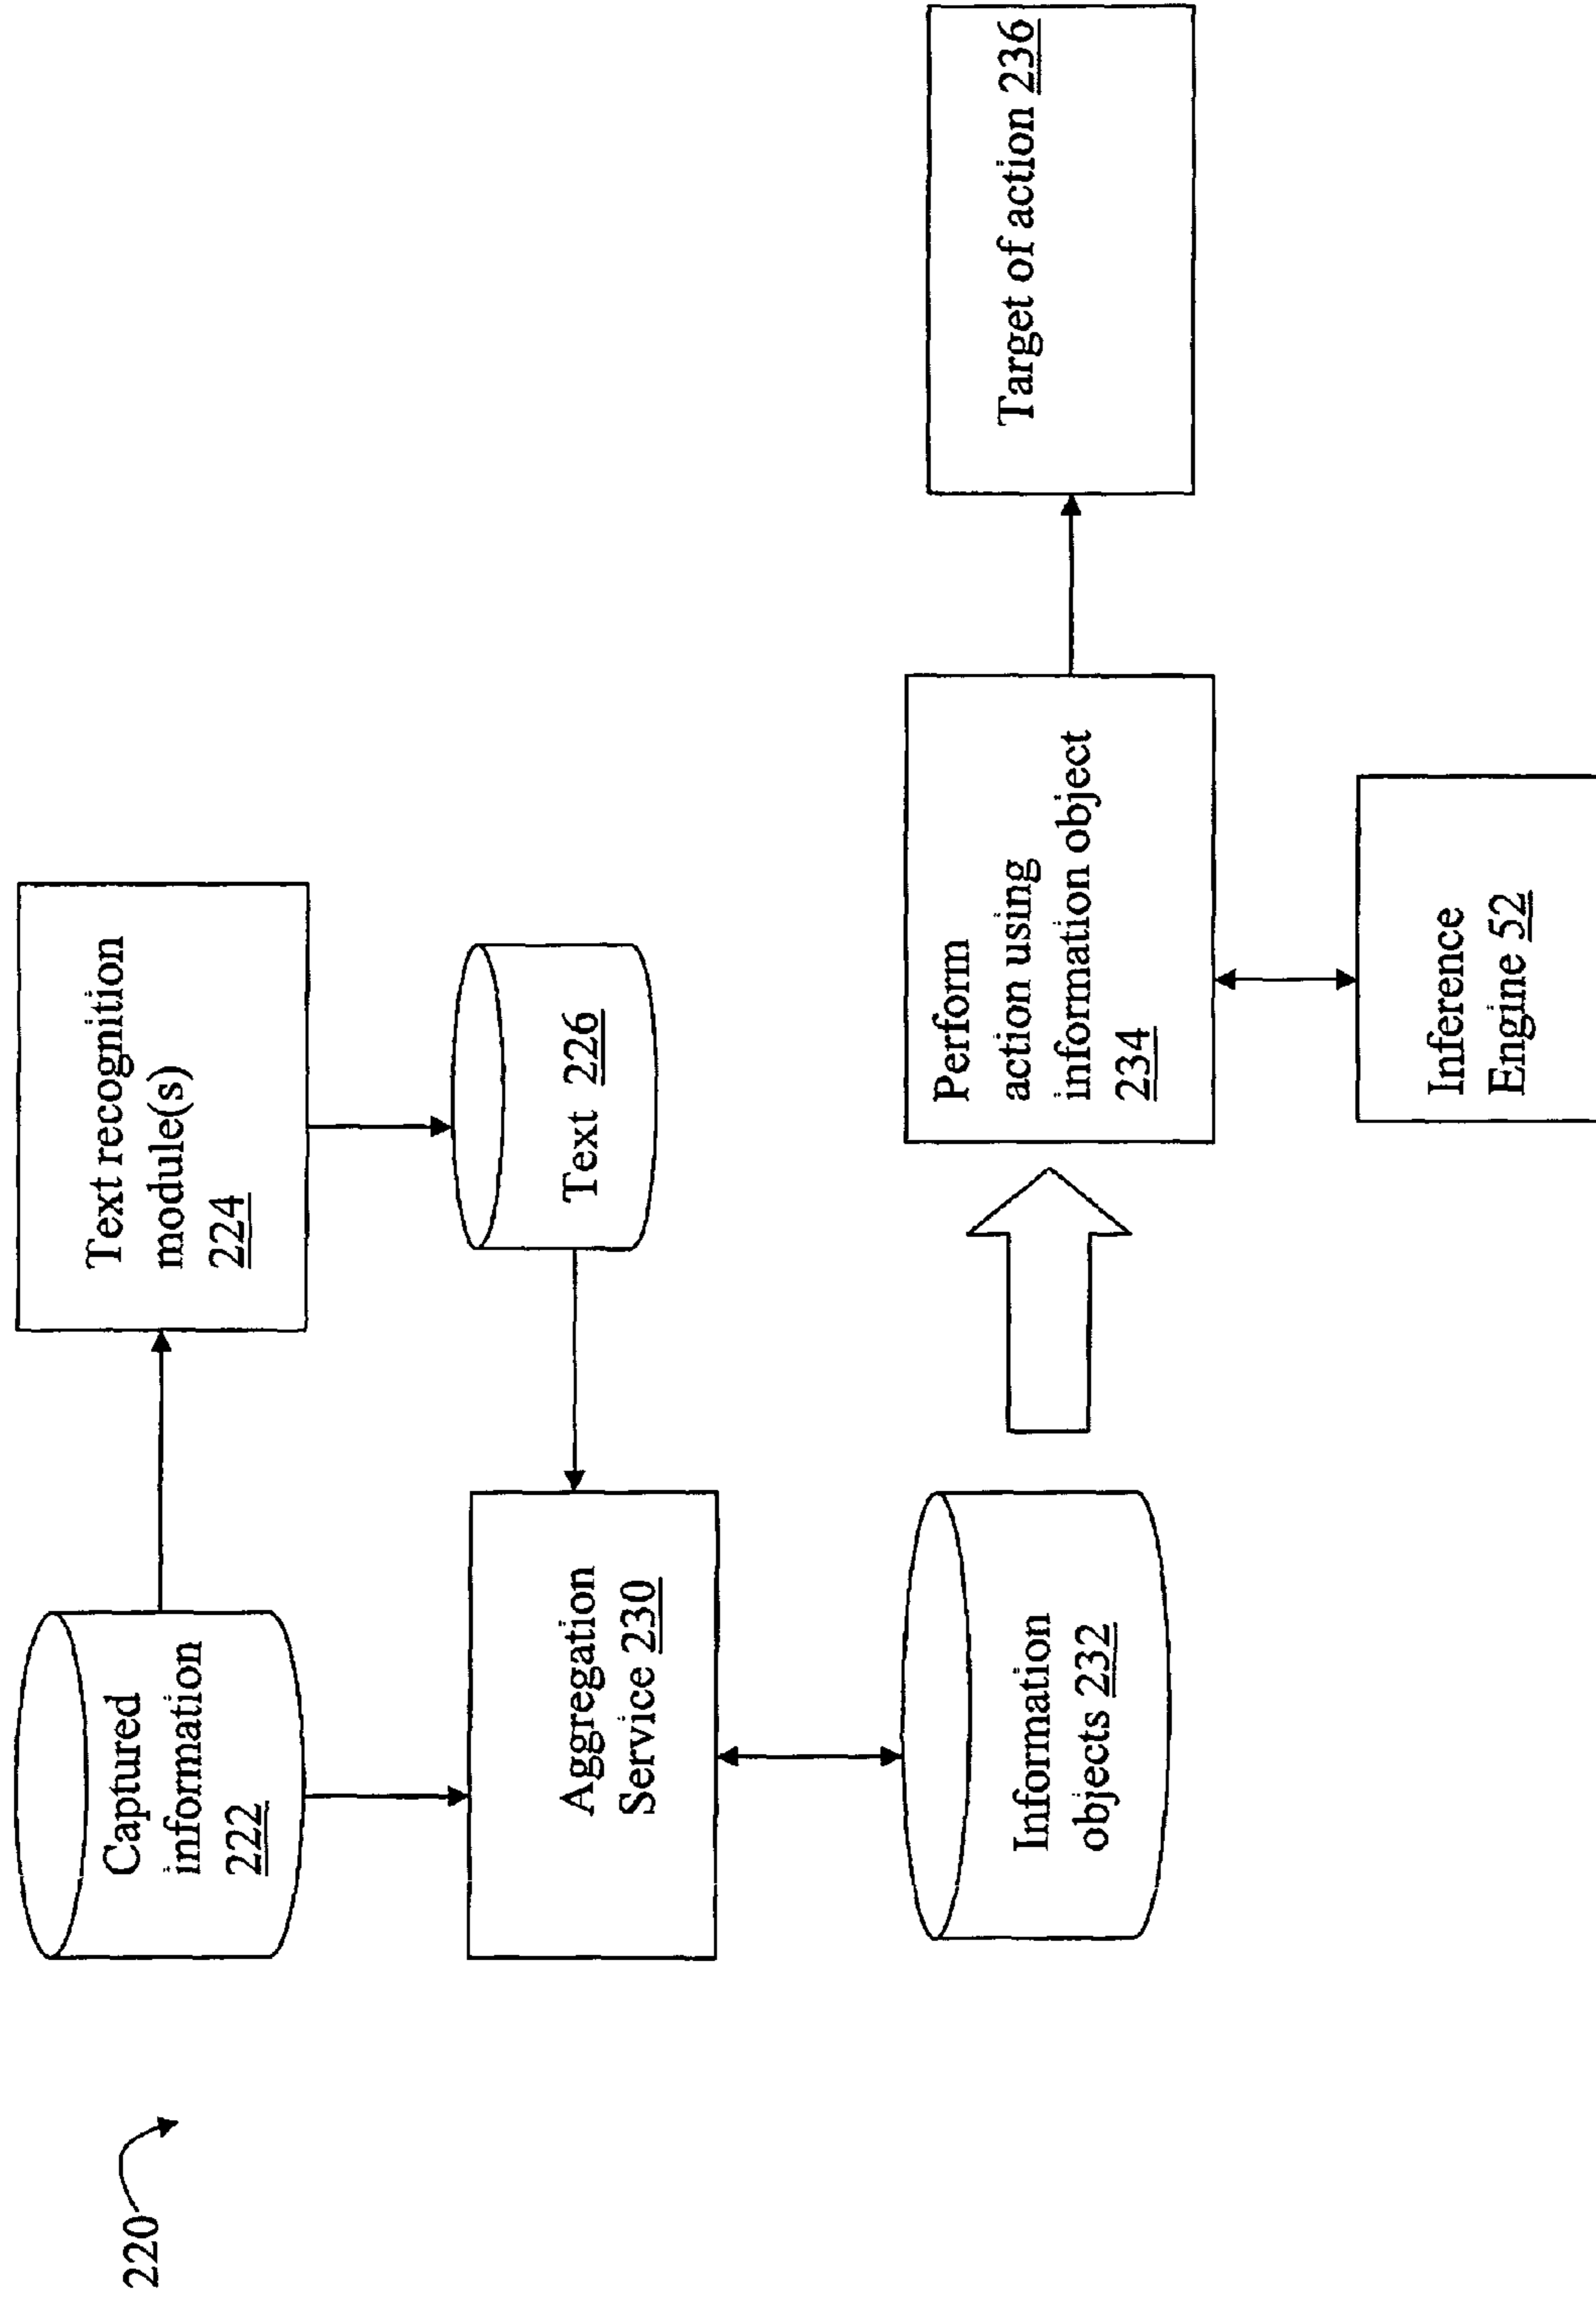 220
Captured
information
222
Text recognition
module(s)
224
Text 226
Aggregation
Service 230
Information
objects 232
Perform
action using
information object
234
Target of action 236
Inference
Engine 52